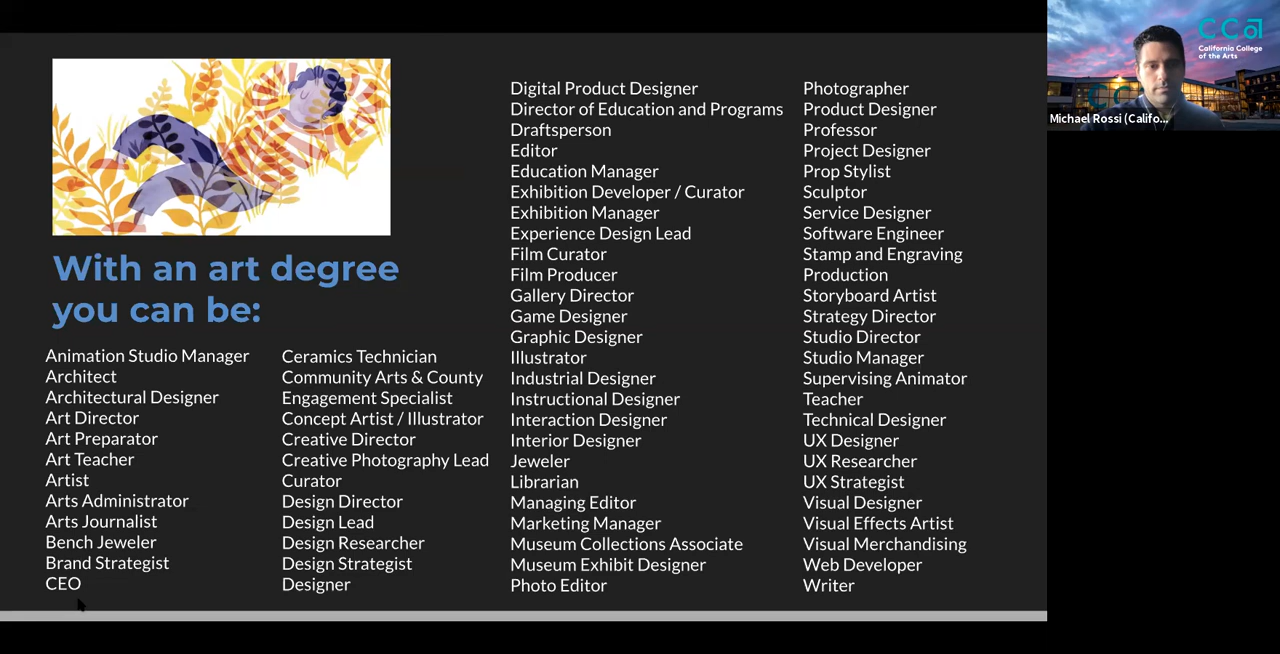 With an art degree
you can be:
Animation Studio Manager
Architect
Architectural Designer
Art Director
Art Preparator
Art Teacher
Artist
Arts Administrator
Arts Journalist
Bench Jeweler
Brand Strategist
CEO
Ceramics Technician
Community Arts & County
Engagement Specialist
Concept Artist / Illustrator
Creative Director
Creative Photography Lead
Curator
Design Director
Design Lead
Design Researcher
Design Strategist
Designer
Digital Product Designer
Director of Education and Programs
Draftsperson
Editor
Education Manager
Exhibition Developer / Curator
Exhibition Manager
Experience Design Lead
Film Curator
Film Producer
Gallery Director
Game Designer
Graphic Designer
Illustrator
Industrial Designer
Instructional Designer
Interaction Designer
Interior Designer
Jeweler
Librarian
Managing Editor
Marketing Manager
Museum Collections Associate
Museum Exhibit Designer
Photo Editor
Photographer
Product Designer
Professor
Project Designer
Prop Stylist
Sculptor
Service Designer
Software Engineer
Stamp and Engraving
Production
Storyboard Artist
Strategy Director
Studio Director
Studio Manager
Supervising Animator
Teacher
Technical Designer
UX Designer
UX Researcher
UX Strategist
Visual Designer
Visual Effects Artist
Visual Merchandising
Web Developer
Writer
CCa
California College
of the Arts
Michael Rossi (Califo...